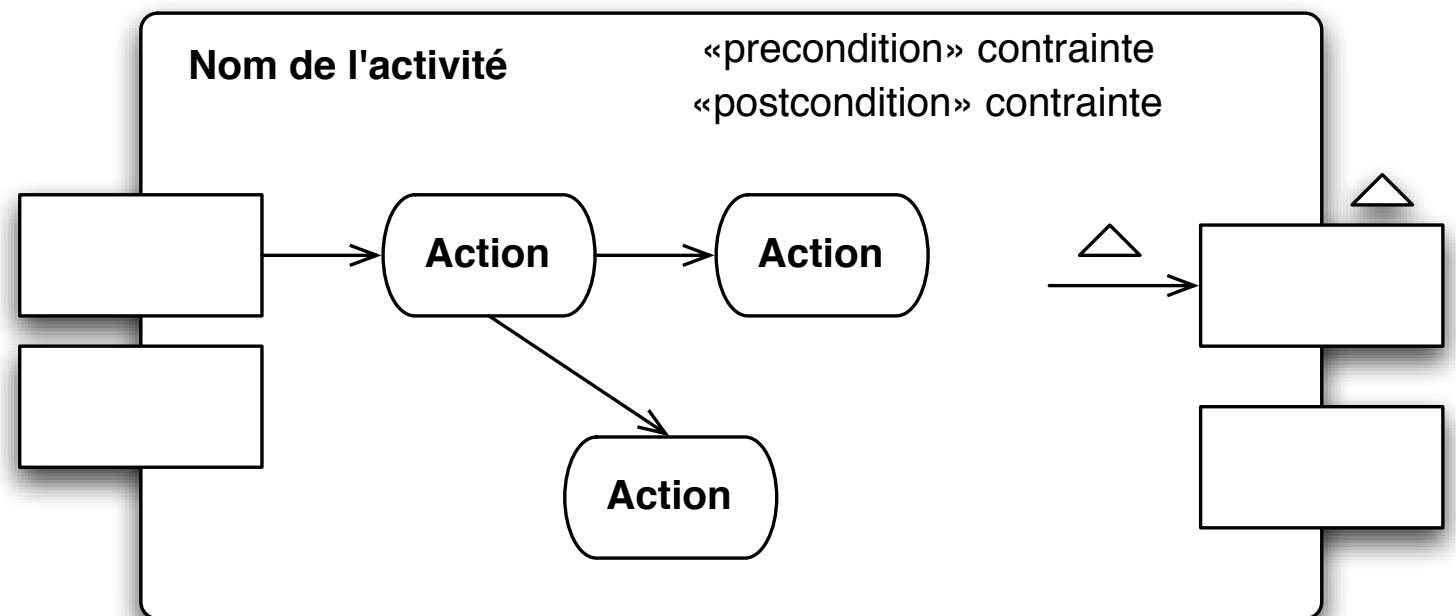 Nom de l'activité
«precondition» contrainte
«postcondition» contrainte
Action
Action
Action